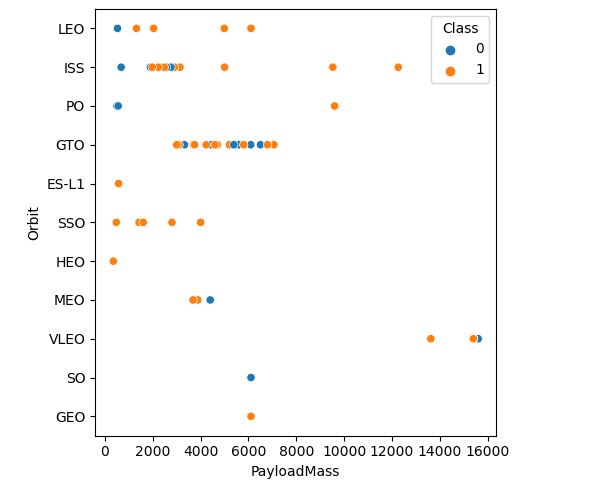 Class
0
1
LEO
ISS
PO
GTO
ES-L1
SSO
HEO
MEO
VLEO
SO
GEO
Orbit
0 2000 4000 6000 8000 10000 12000 14000 16000
PayloadMass